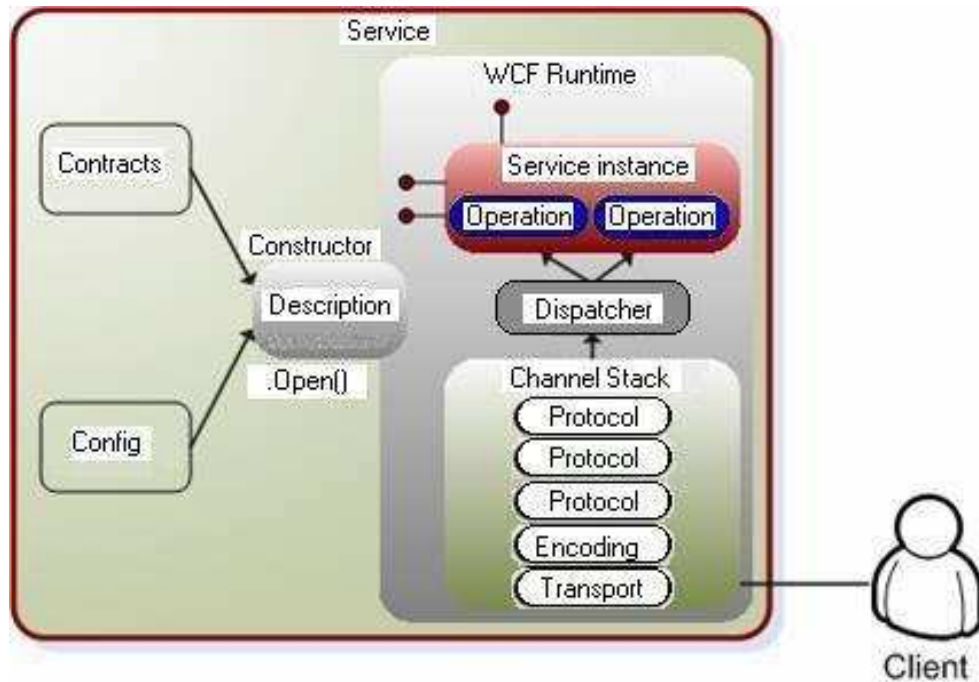 Service
WCF Runtime
Contracts
Service instance
Operation
Operation
Constructor
Description
Dispatcher
.Open()
Channel Stack
Protocol
Config
Protocol
Protocol
Encoding
Transport
Client